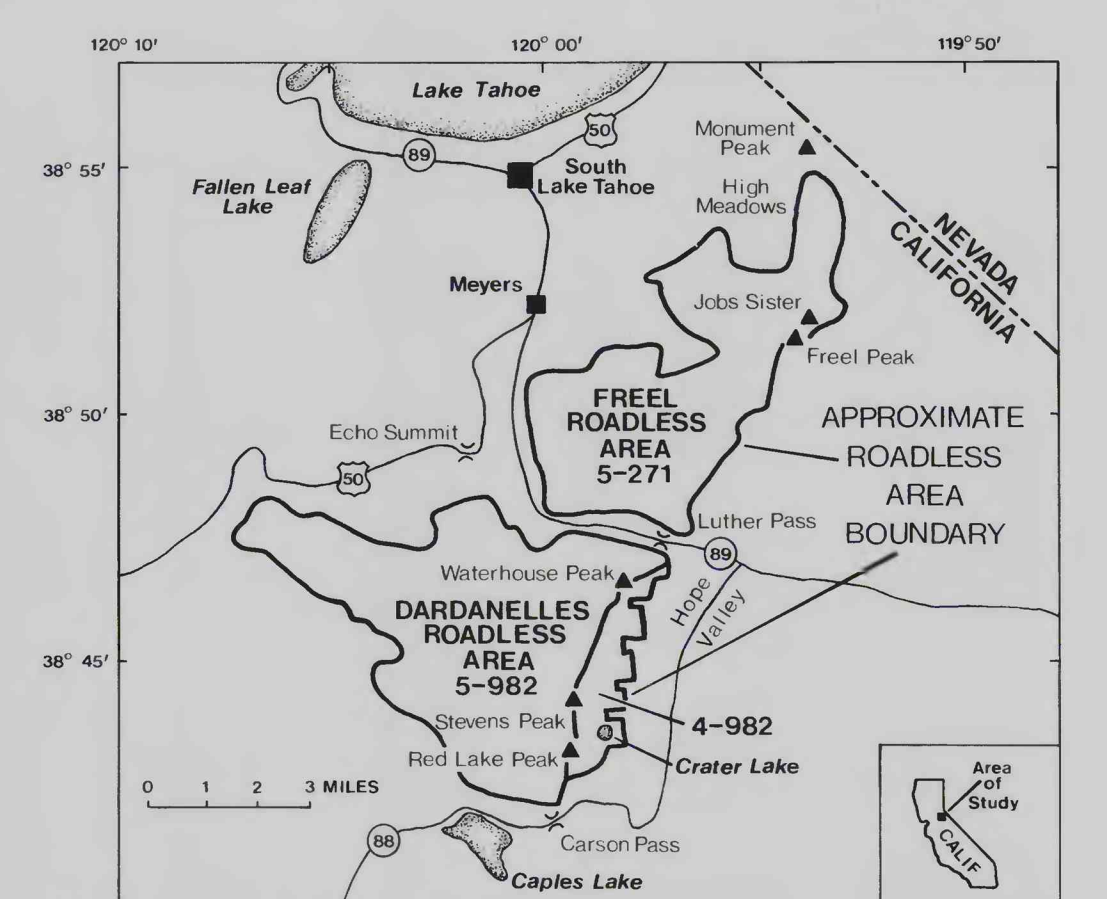 120° 10'
120° 00'
119° 50'
Lake Tahoe
50
Monument
Peak
89
38° 55'
South
Lake Tahoe
Fallen Leaf
Lake
High
Meadows
NEVADA
CALIFORNIA
Meyers
Jobs Sister
Freel Peak
FREEL
ROADLESS
AREA
5-271
38° 50'
APPROXIMATE
ROADLESS
AREA
BOUNDARY
Echo Summit
50
Luther Pass
89
Waterhouse Peak
Hope
Valley
DARDANELLES
ROADLESS
AREA
5-982
38° 45'
Stevens Peak
4-982
Red Lake Peak
Crater Lake
0 1 2 3 MILES
88
Carson Pass
Caples Lake
Area
of
Study
CALIF